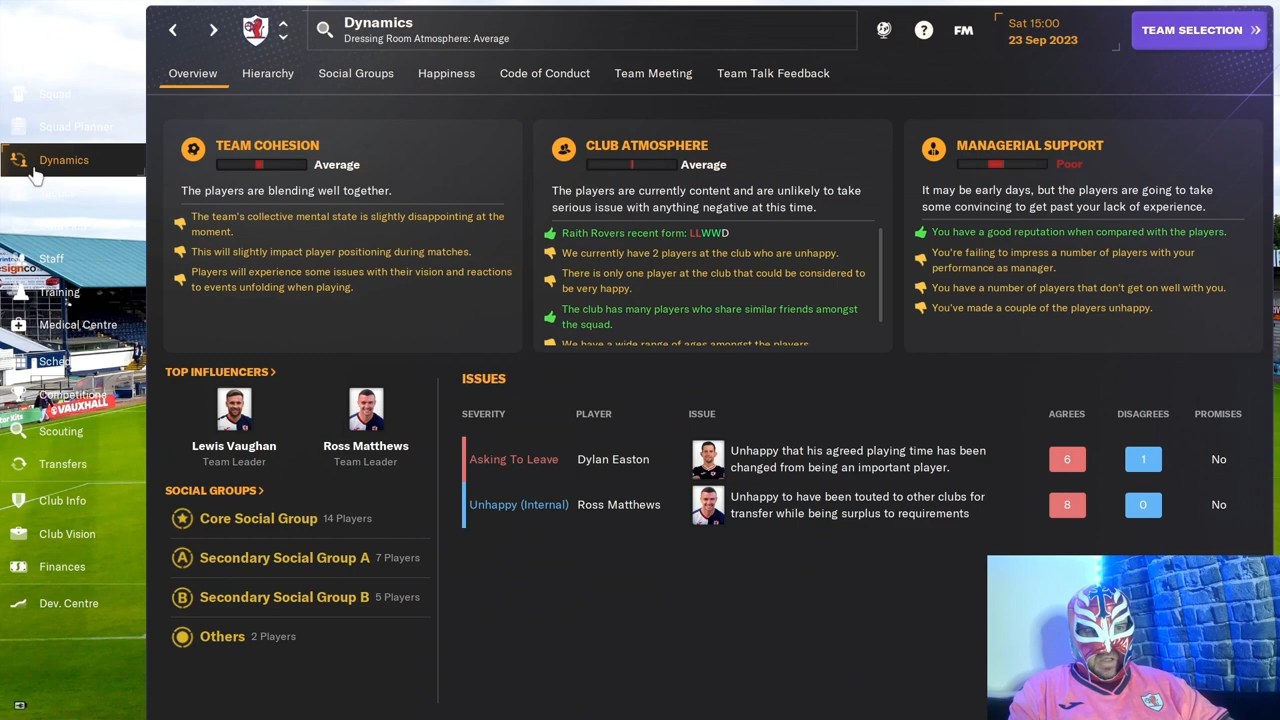 Dynamics
Dressing Room Atmosphere: Average
FM
Sat 15:00
23 Sep 2023
TEAM SELECTION
Overview
Hierarchy
Social Groups
Happiness
Code of Conduct
Team Meeting
Team Talk Feedback
Squad
Squad Planner
Dynamics
Staff
Training
Medical Centre
Sched
Competitions
Scouting
Transfers
Club Info
Club Vision
Finances
Dev. Centre
VAUXHALL
TEAM COHESION
Average
The players are blending well together.
The team's collective mental state is slightly disappointing at the
moment.
This will slightly impact player positioning during matches.
Players will experience some issues with their vision and reactions
to events unfolding when playing.
CLUB ATMOSPHERE
Average
The players are currently content and are unlikely to take
serious issue with anything negative at this time.
Raith Rovers recent form: LLWWD
We currently have 2 players at the club who are unhappy.
There is only one player at the club that could be considered to
be very happy.
The club has many players who share similar friends amongst
the squad.
We have a wide range of ages amongst the players
MANAGERIAL SUPPORT
Poor
It may be early days, but the players are going to take
some convincing to get past your lack of experience.
You have a good reputation when compared with the players.
You're failing to impress a number of players with your
performance as manager.
You have a number of players that don't get on well with you.
You've made a couple of the players unhappy.
TOP INFLUENCERS
Lewis Vaughan
Team Leader
Ross Matthews
Team Leader
SOCIAL GROUPS
Core Social Group 14 Players
A Secondary Social Group A 7 Players
B Secondary Social Group B 5 Players
Others 2 Players
ISSUES
SEVERITY PLAYER ISSUE AGREES DISAGREES PROMISES
Asking To Leave Dylan Easton Unhappy that his agreed playing time has been
changed from being an important player. 6 1 No
Unhappy (Internal) Ross Matthews Unhappy to have been touted to other clubs for
transfer while being surplus to requirements 8 0 No